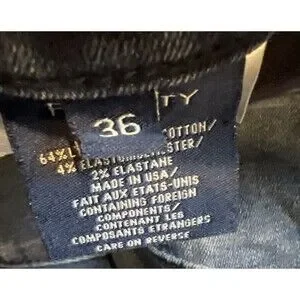 F TY
36
COTTON/
4%
2% ELASTANE
MADE IN USA/
FAIT AUX ETATS-UNIS
CONTAINING FOREIGN
COMPONENTS/
CONTENANT LES
COMPOSANTS ETRANGERS
CARE ON REVERSE